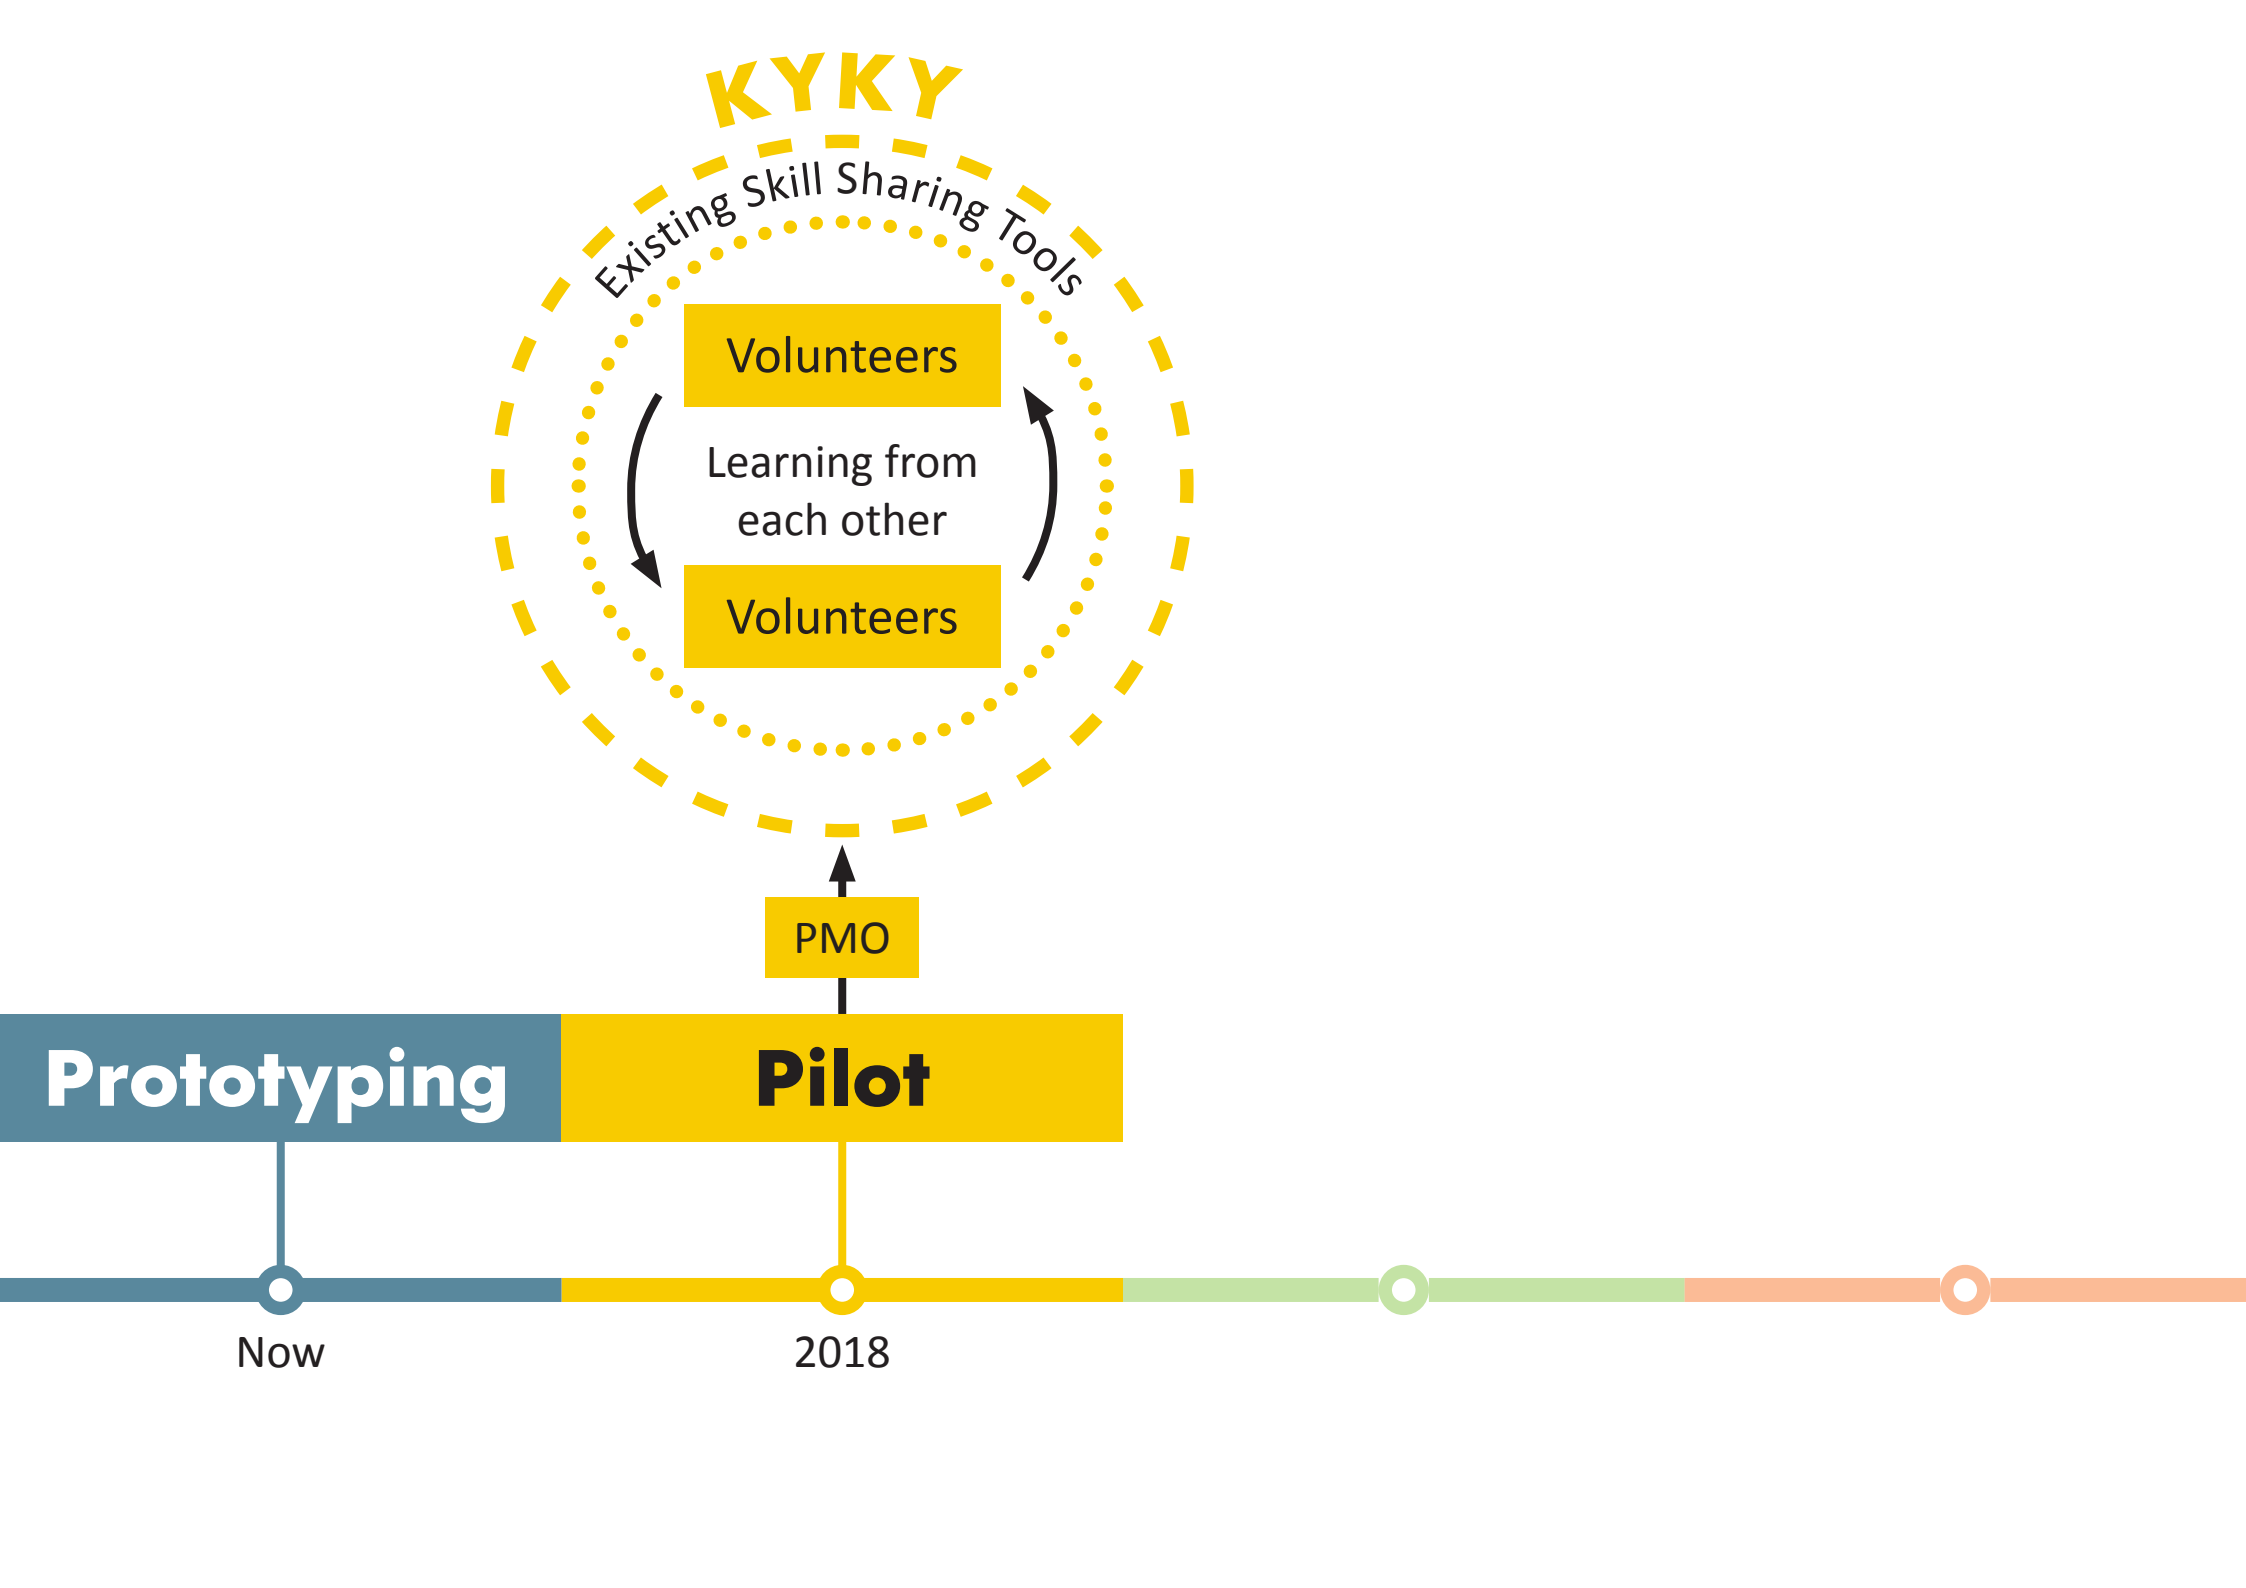 KYKY
Existing Skill Sharing Tools
Volunteers
Learning from
each other
Volunteers
PMO
Prototyping
Pilot
Now
2018